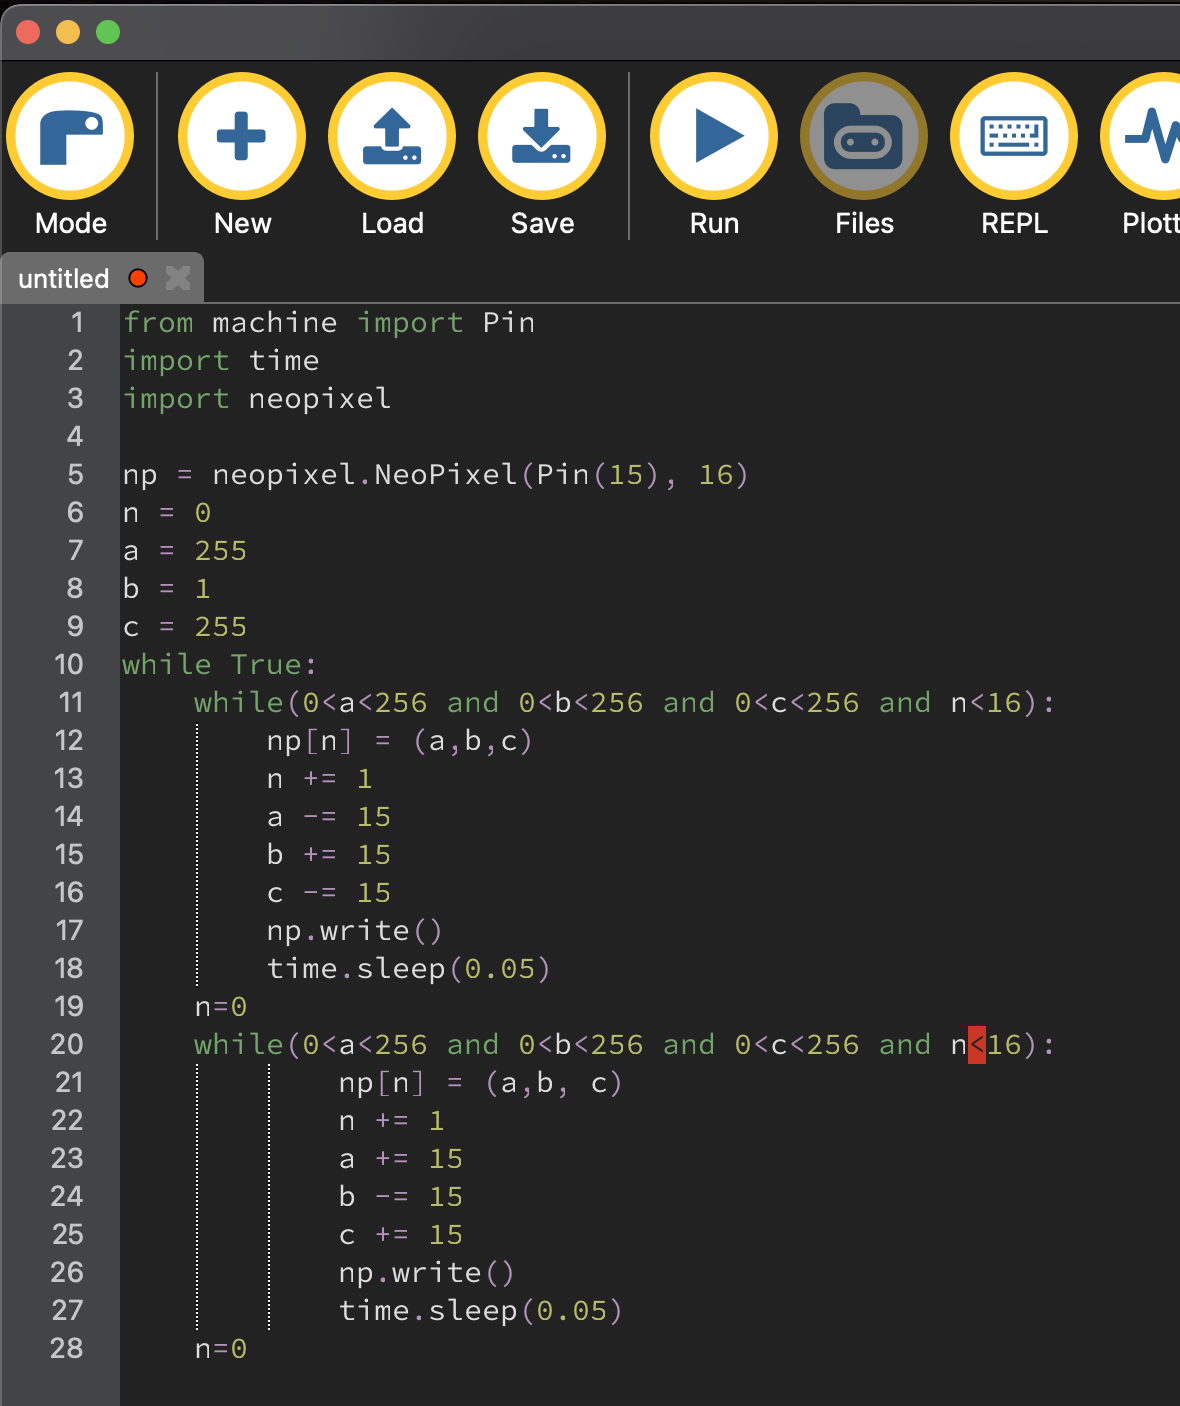 Mode New Load Save Run Files REPL Plott
untitled
1 from machine import Pin
2 import time
3 import neopixel
4
5 np = neopixel.NeoPixel(Pin(15), 16)
6 n = 0
7 a = 255
8 b = 1
9 c = 255
10 while True:
11     while(0<a<256 and 0<b<256 and 0<c<256 and n<16):
12         np[n] = (a,b,c)
13         n += 1
14         a -= 15
15         b += 15
16         c -= 15
17         np.write()
18         time.sleep(0.05)
19     n=0
20     while(0<a<256 and 0<b<256 and 0<c<256 and n<16):
21             np[n] = (a,b, c)
22             n += 1
23             a += 15
24             b -= 15
25             c += 15
26             np.write()
27             time.sleep(0.05)
28     n=0